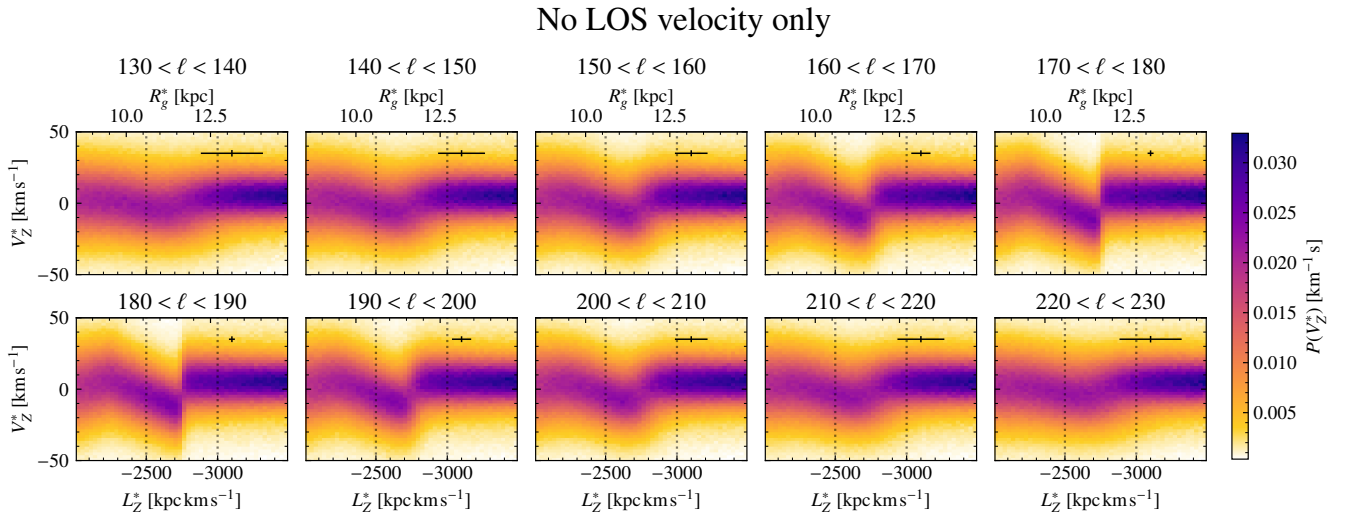 No LOS velocity only
130 < ℓ < 140 140 < ℓ < 150 150 < ℓ < 160 160 < ℓ < 170 170 < ℓ < 180
R*g [kpc] R*g [kpc] R*g [kpc] R*g [kpc] R*g [kpc]
10.0 12.5 10.0 12.5 10.0 12.5 10.0 12.5 10.0 12.5
50
0
−50
V*Z [km s⁻¹]
180 < ℓ < 190 190 < ℓ < 200 200 < ℓ < 210 210 < ℓ < 220 220 < ℓ < 230
50
0
−50
V*Z [km s⁻¹]
−2500 −3000 −2500 −3000 −2500 −3000 −2500 −3000 −2500 −3000
L*Z [kpc km s⁻¹] L*Z [kpc km s⁻¹] L*Z [kpc km s⁻¹] L*Z [kpc km s⁻¹] L*Z [kpc km s⁻¹]
0.030
0.025
0.020
0.015
0.010
0.005
P(V*Z) [km⁻¹ s]